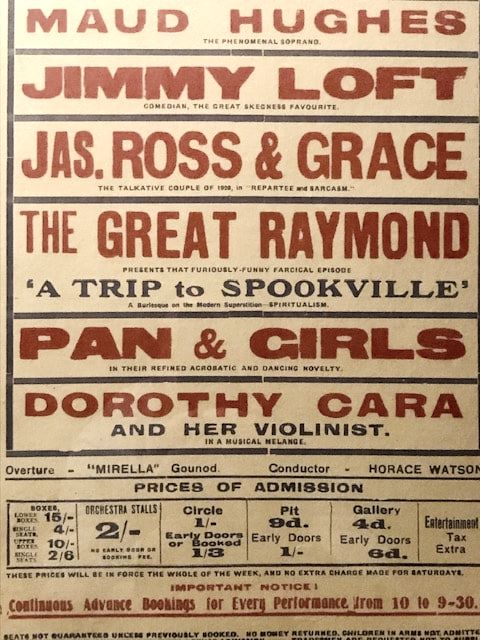 MAUD HUGHES
THE PHENOMENAL SOPRANO.
JIMMY LOFT
COMEDIAN, THE GREAT SKEGNESS FAVOURITE.
JAS. ROSS & GRACE
THE TALKATIVE COUPLE OF 1920, in "REPARTEE and SARCASM."
THE GREAT RAYMOND
PRESENTS THAT FURIOUSLY-FUNNY FARCICAL EPISODE
'A TRIP to SPOOKVILLE'
A Burlesque on the Modern Superstition SPIRITUALISM.
PAN & GIRLS
IN THEIR REFINED ACROBATIC AND DANCING NOVELTY.
DOROTHY CARA
AND HER VIOLINIST.
IN A MUSICAL MELANGE.
Overture - "MIRELLA" Gounod. Conductor - HORACE WATSON
PRICES OF ADMISSION
BOXES,
LOWER BOXES, 15/-
SINGLE SEATS, 4/-
UPPER BOXES, 10/-
SINGLE SEATS 2/6
ORCHESTRA STALLS
2/-
NO EARLY DOOR OR BOOKING FEE.
Circle
1/-
Early Doors
or Booked
1/3
Pit
9d.
Early Doors
1/-
Gallery
4d.
Early Doors
6d.
Entertainment
Tax
Extra
THESE PRICES WILL BE IN FORCE THE WHOLE OF THE WEEK, AND NO EXTRA CHARGE MADE FOR SATURDAYS.
IMPORTANT NOTICE!
Continuous Advance Bookings for Every Performance, from 10 to 9-30.
SEATS NOT GUARANTEED UNLESS PREVIOUSLY BOOKED. NO MONEY RETURNED. CHILDREN IN ARMS NOT ADMITTE